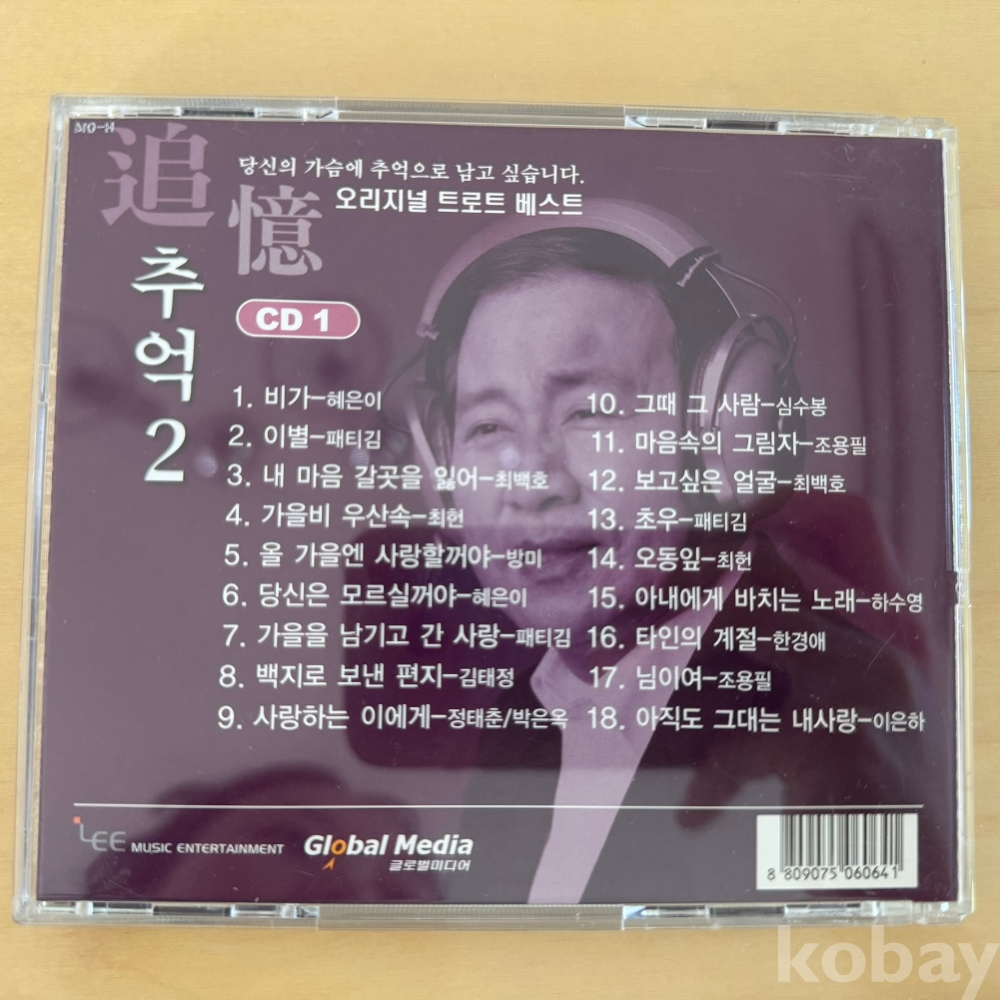 H-012
追憶
당신의 가슴에 추억으로 남고 싶습니다.
오리지널 트로트 베스트
추억 2
CD 1
1. 비가-혜은이
2. 이별-패티김
3. 내 마음 갈곳을 잃어-최백호
4. 가을비 우산속-최헌
5. 올 가을엔 사랑할꺼야-방미
6. 당신은 모르실꺼야-혜은이
7. 가을을 남기고 간 사랑-패티김
8. 백지로 보낸 편지-김태정
9. 사랑하는 이에게-정태춘/박은옥
10. 그때 그 사람-심수봉
11. 마음속의 그림자-조용필
12. 보고싶은 얼굴-최백호
13. 초우-패티김
14. 오동잎-최헌
15. 아내에게 바치는 노래-하수영
16. 타인의 계절-한경애
17. 님이여-조용필
18. 아직도 그대는 내사랑-이은하
LEE MUSIC ENTERTAINMENT
Global Media
글로벌미디어
8 809075 060641
kobay